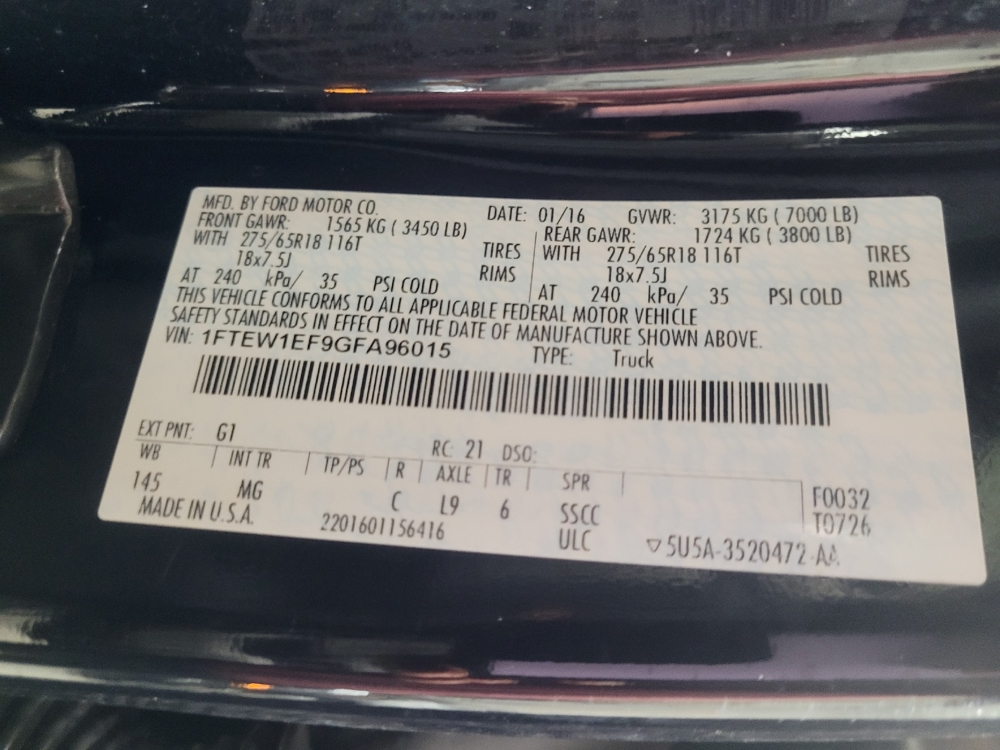 MFD. BY FORD MOTOR CO. DATE: 01/16 GVWR: 3175 KG ( 7000 LB)
FRONT GAWR: 1565 KG ( 3450 LB) REAR GAWR: 1724 KG ( 3800 LB)
WITH 275/65R18 116T TIRES WITH 275/65R18 116T TIRES
18x7.5J RIMS 18x7.5J RIMS
AT 240 kPa/ 35 PSI COLD AT 240 kPa/ 35 PSI COLD
THIS VEHICLE CONFORMS TO ALL APPLICABLE FEDERAL MOTOR VEHICLE
SAFETY STANDARDS IN EFFECT ON THE DATE OF MANUFACTURE SHOWN ABOVE.
VIN: 1FTEW1EF9GFA96015 TYPE: Truck
EXT PNT: G1 RC: 21 DSO:
WB INT TR TP/PS R AXLE TR SPR
145 MG C L9 6 SSCC F0032
MADE IN U.S.A. 2201601156416 ULC T0726
▽5U5A-3520472-AA